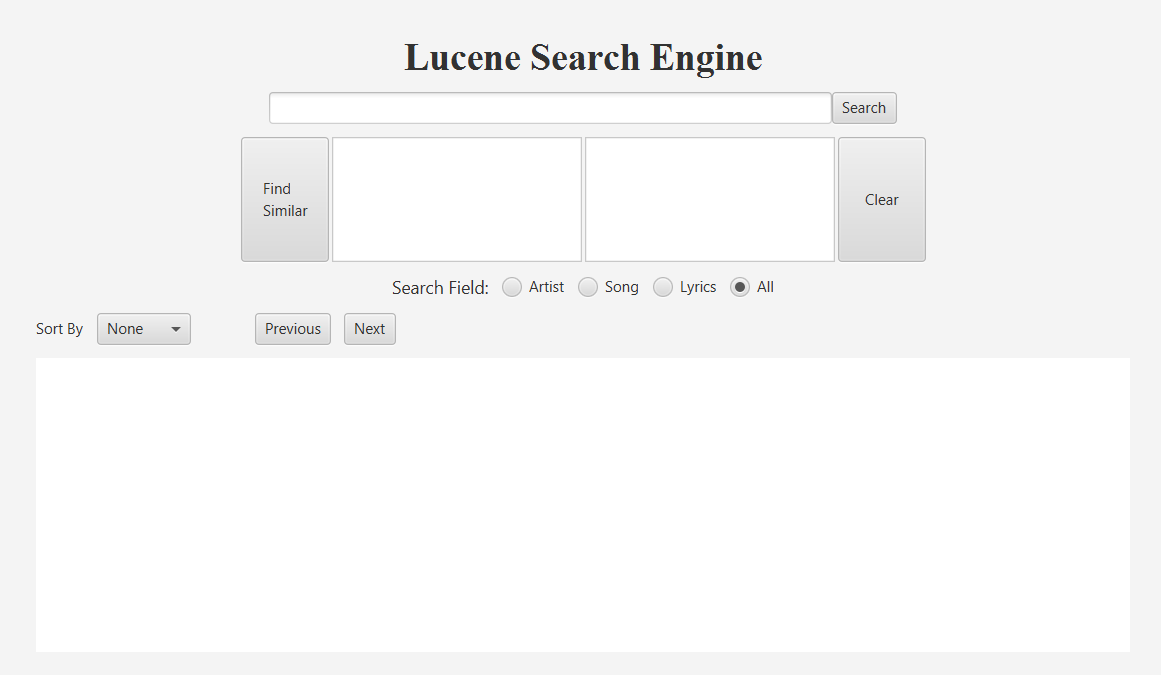 Lucene Search Engine
Search
Find
Similar
Clear
Search Field: Artist Song Lyrics All
Sort By None Previous Next